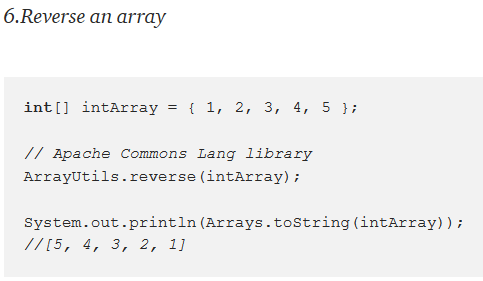 6.Reverse an array
int[] intArray = { 1, 2, 3, 4, 5 };
// Apache Commons Lang library
ArrayUtils.reverse(intArray);
System.out.println(Arrays.toString(intArray));
//[5, 4, 3, 2, 1]